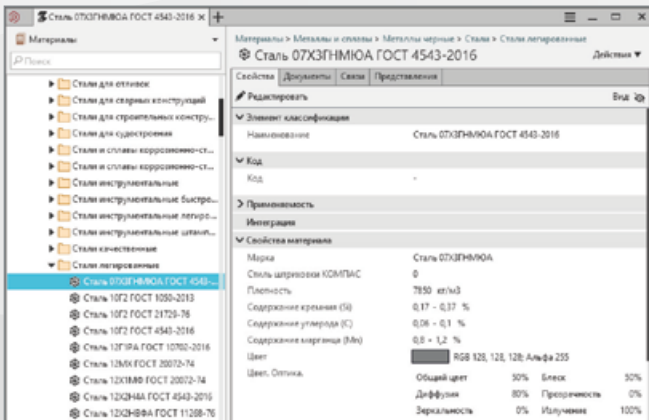 Сталь 07Х3ГНМЮА ГОСТ 4543-2016
Материалы
Поиск
Стали для отливок
Стали для сварных конструкций
Стали для строительных констру...
Стали для судостроения
Стали и сплавы коррозионно-ст...
Стали и сплавы коррозионно-ст...
Стали инструментальные
Стали инструментальные быстро...
Стали инструментальные легиро...
Стали инструментальные штамп...
Стали качественные
Стали легированные
Сталь 07Х3ГНМЮА ГОСТ 4543-...
Сталь 10Г2 ГОСТ 1050-2013
Сталь 10Г2 ГОСТ 21729-76
Сталь 10Г2 ГОСТ 4543-2016
Сталь 12Г1РА ГОСТ 10702-2016
Сталь 12МХ ГОСТ 20072-74
Сталь 12Х1МФ ГОСТ 20072-74
Сталь 12Х2Н4А ГОСТ 4543-2016
Сталь 12Х2НВФА ГОСТ 11268-76
Материалы > Металлы и сплавы > Металлы черные > Стали > Стали легированные
Сталь 07Х3ГНМЮА ГОСТ 4543-2016
Действия
Свойства Документы Связи Представления
Редактировать Вид
Элемент классификации
Наименование Сталь 07Х3ГНМЮА ГОСТ 4543-2016
Код
Код -
Применяемость
Интеграция
Свойства материала
Марка Сталь 07Х3ГНМЮА
Стиль штриховки КОМПАС 0
Плотность 7850 кг/м3
Содержание кремния (Si) 0,17 - 0,37 %
Содержание углерода (C) 0,06 - 0,1 %
Содержание марганца (Mn) 0,8 - 1,2 %
Цвет RGB 128, 128, 128; Альфа 255
Цвет. Оптика. Общий цвет 50% Блеск 50%
Диффузия 80% Прозрачность 0%
Зеркальность 0% Излучение 100%